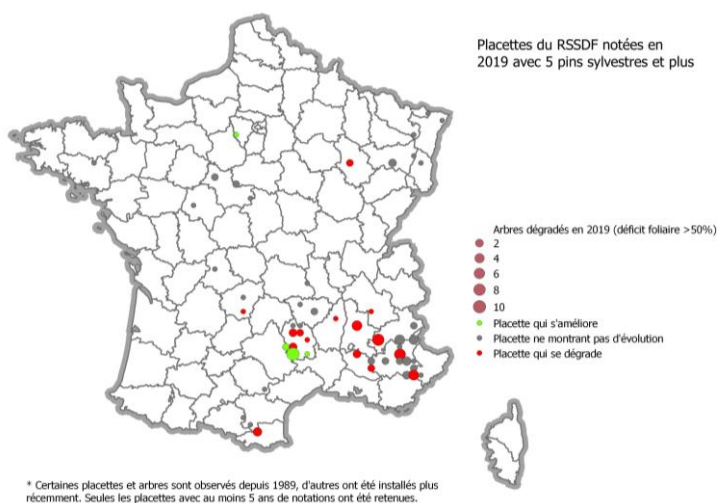 Placettes du RSSDF notées en
2019 avec 5 pins sylvestres et plus
Arbres dégradés en 2019 (déficit foliaire >50%)
2
4
6
8
10
Placette qui s'améliore
Placette ne montrant pas d'évolution
Placette qui se dégrade
* Certaines placettes et arbres sont observés depuis 1989, d'autres ont été installés plus
récemment. Seules les placettes avec au moins 5 ans de notations ont été retenues.